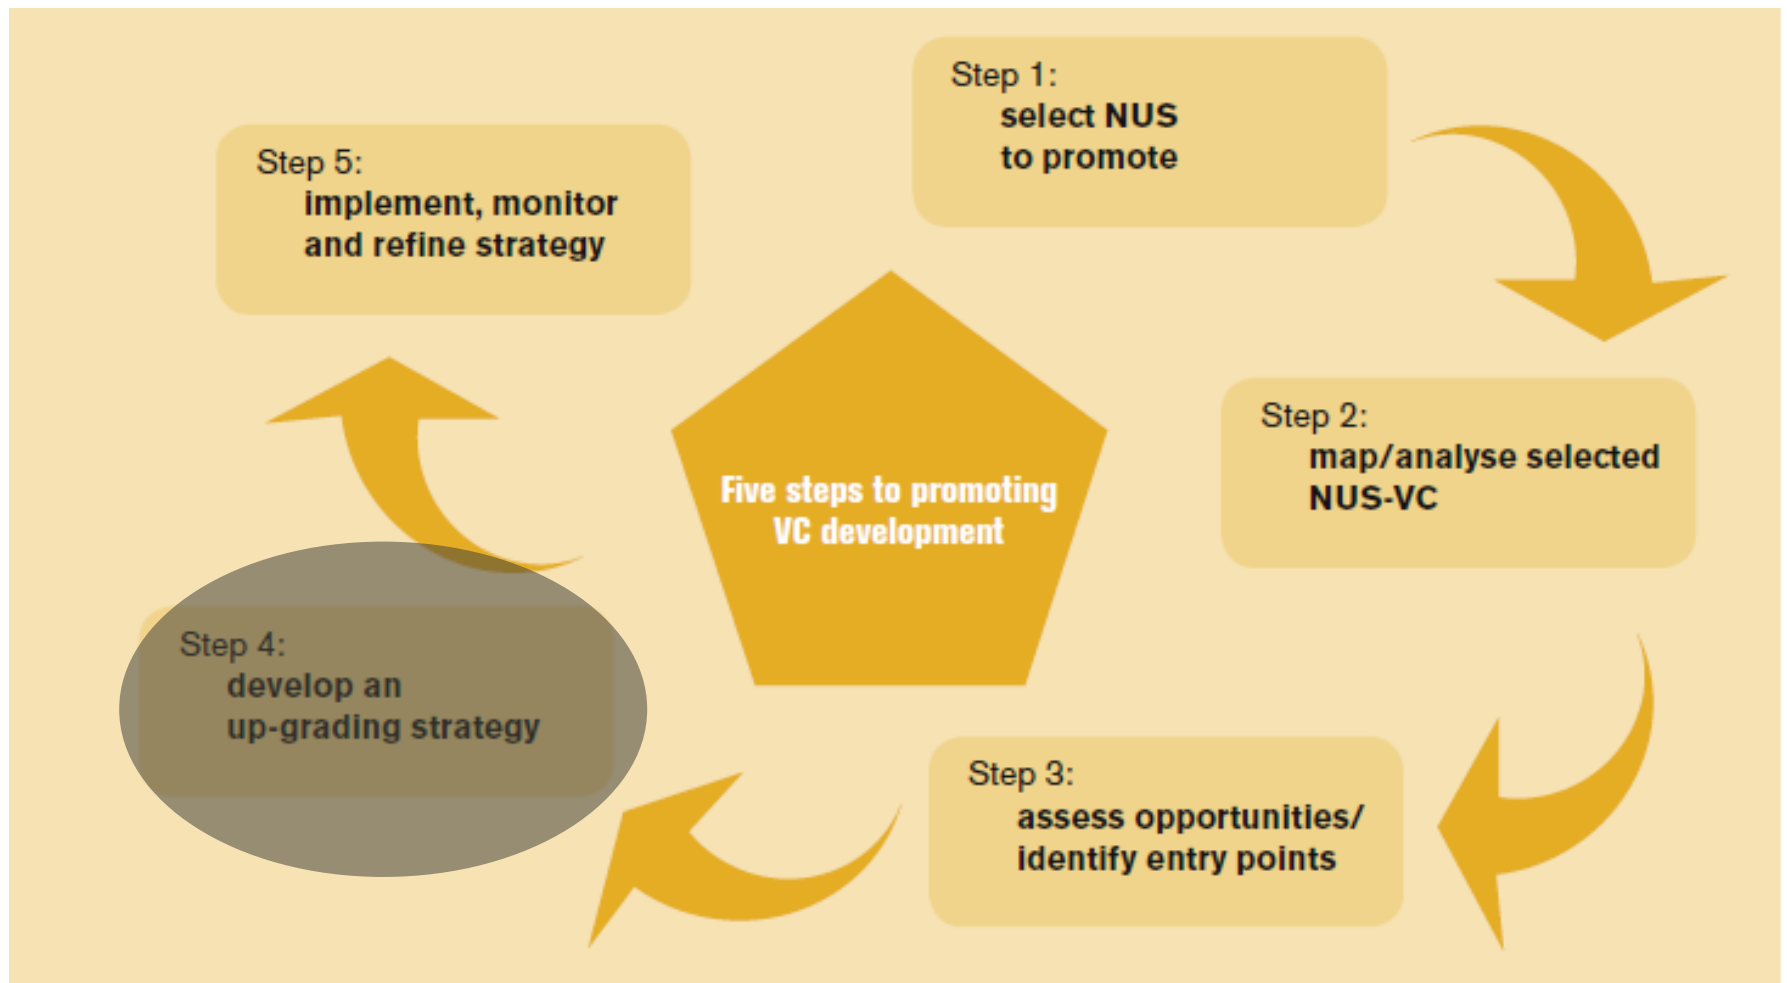 Step 1:
select NUS
to promote
Step 2:
map/analyse selected
NUS-VC
Step 3:
assess opportunities/
identify entry points
Step 4:
develop an
up-grading strategy
Step 5:
implement, monitor
and refine strategy
Five steps to promoting
VC development